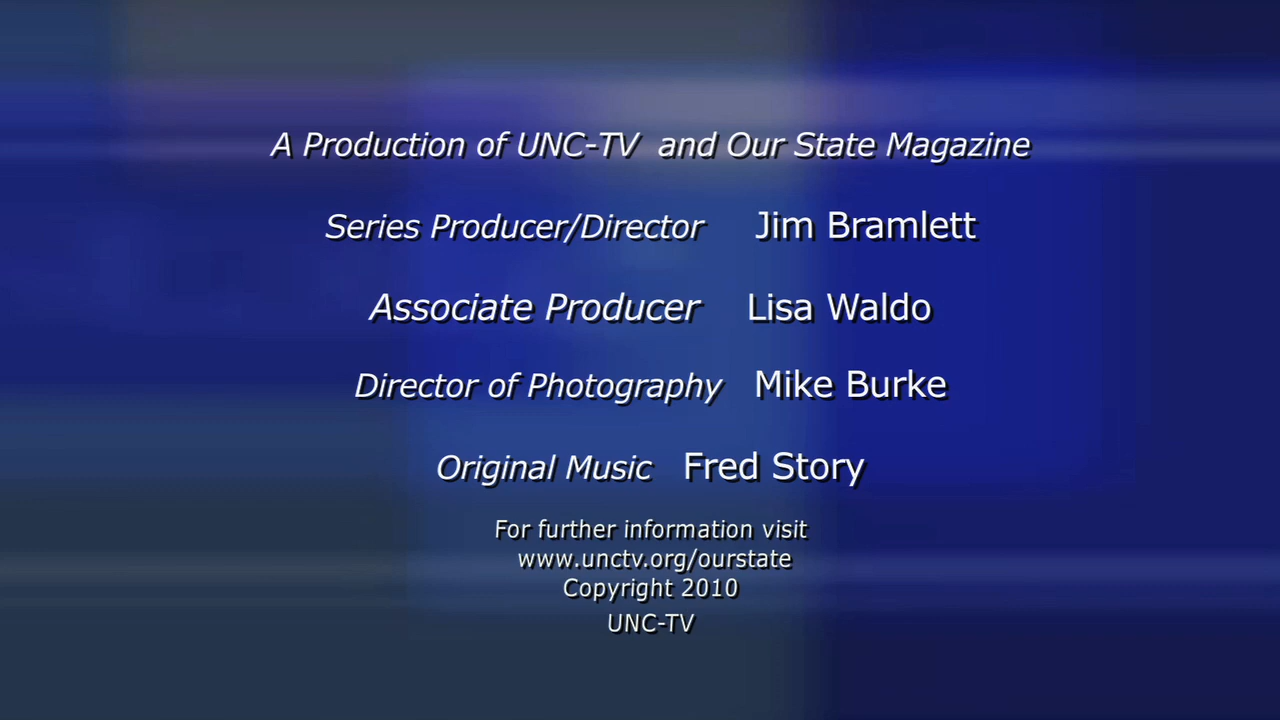 A Production of UNC-TV and Our State Magazine
Series Producer/Director Jim Bramlett
Associate Producer Lisa Waldo
Director of Photography Mike Burke
Original Music Fred Story
For further information visit
www.unctv.org/ourstate
Copyright 2010
UNC-TV